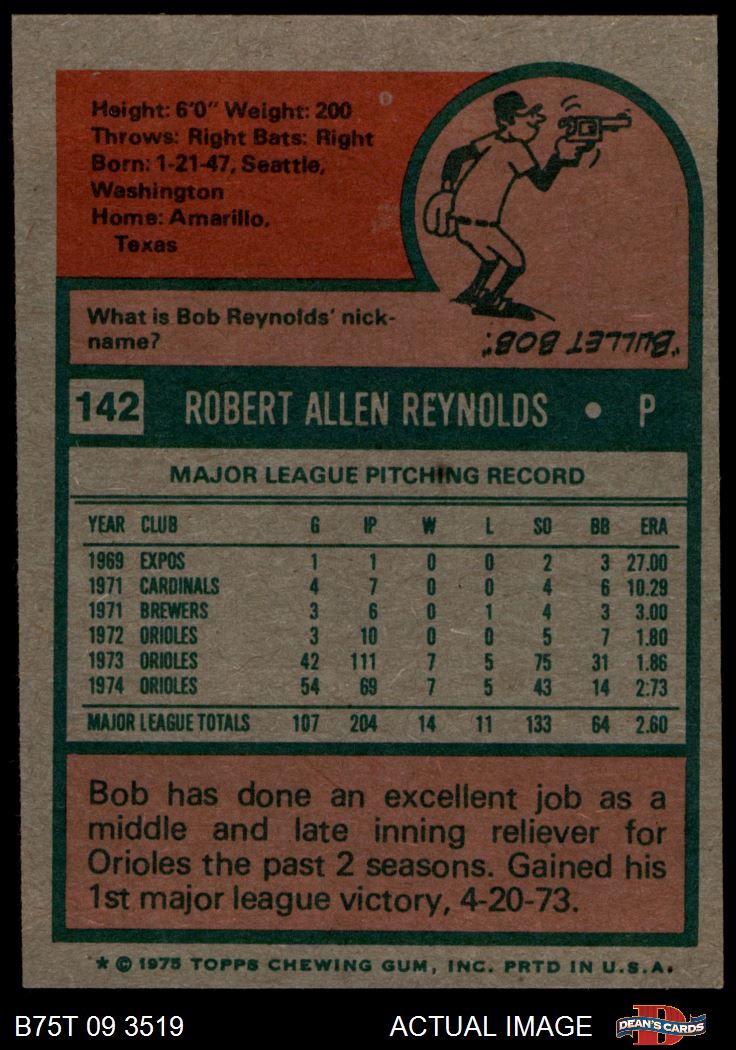 Height: 6'0" Weight: 200
Throws: Right Bats: Right
Born: 1-21-47, Seattle,
Washington
Home: Amarillo,
Texas
What is Bob Reynolds' nick-
name?
"BULLET BOB".
142 ROBERT ALLEN REYNOLDS • P
MAJOR LEAGUE PITCHING RECORD
YEAR CLUB G IP W L SO BB ERA
1969 EXPOS 1 1 0 0 2 3 27.00
1971 CARDINALS 4 7 0 0 4 6 10.29
1971 BREWERS 3 6 0 1 4 3 3.00
1972 ORIOLES 3 10 0 0 5 7 1.80
1973 ORIOLES 42 111 7 5 75 31 1.86
1974 ORIOLES 54 69 7 5 43 14 2.73
MAJOR LEAGUE TOTALS 107 204 14 11 133 64 2.60
Bob has done an excellent job as a
middle and late inning reliever for
Orioles the past 2 seasons. Gained his
1st major league victory, 4-20-73.
* © 1975 TOPPS CHEWING GUM, INC. PRTD IN U.S.A.
B75T 09 3519 ACTUAL IMAGE DEAN'S CARDS